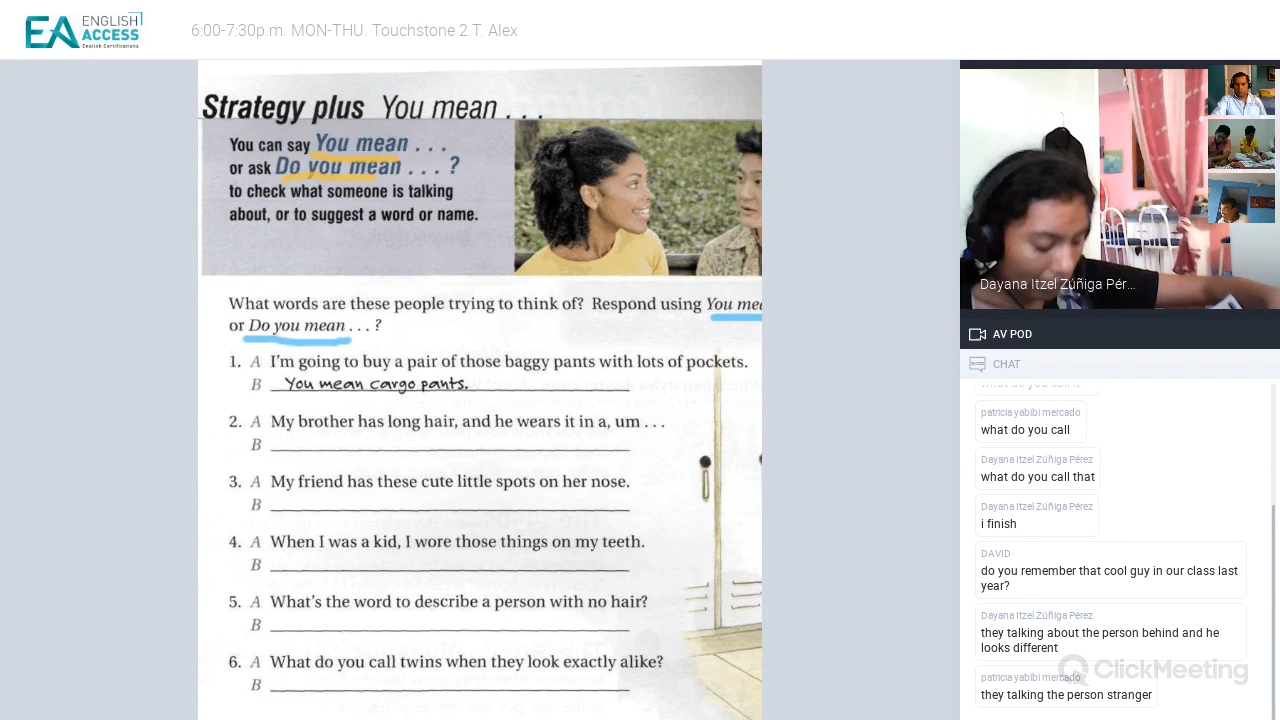 EA ENGLISH ACCESS
English Certifications
6:00-7:30p.m. MON-THU. Touchstone 2 T. Alex
Strategy plus You mean . . .
You can say You mean . . .
or ask Do you mean . . . ?
to check what someone is talking
about, or to suggest a word or name.
What words are these people trying to think of? Respond using You mea
or Do you mean . . . ?
1. A I'm going to buy a pair of those baggy pants with lots of pockets.
B You mean cargo pants.
2. A My brother has long hair, and he wears it in a, um . . .
B
3. A My friend has these cute little spots on her nose.
B
4. A When I was a kid, I wore those things on my teeth.
B
5. A What's the word to describe a person with no hair?
B
6. A What do you call twins when they look exactly alike?
B
Dayana Itzel Zúñiga Pér...
AV POD
CHAT
what do you call it?
patricia yabibi mercado
what do you call
Dayana Itzel Zúñiga Pérez
what do you call that
Dayana Itzel Zúñiga Pérez
i finish
DAVID
do you remember that cool guy in our class last
year?
Dayana Itzel Zúñiga Pérez
they talking about the person behind and he
looks different
patricia yabibi mercado
they talking the person stranger
ClickMeeting